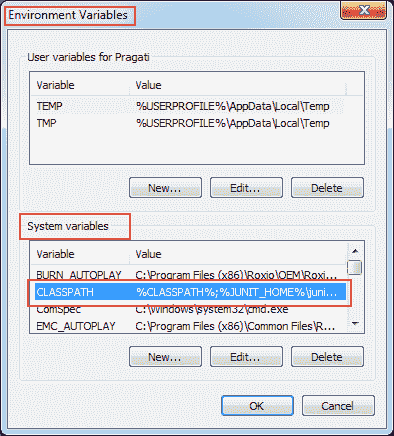 Environment Variables
User variables for Pragati
Variable Value
TEMP %USERPROFILE%\AppData\Local\Temp
TMP %USERPROFILE%\AppData\Local\Temp
New... Edit... Delete
System variables
Variable Value
BURN_AUTOPLAY C:\Program Files (x86)\Roxio\OEM\Roxi...
CLASSPATH %CLASSPATH%;%JUNIT_HOME%\juni...
ComSpec C:\Windows\system32\cmd.exe
EMC_AUTOPLAY C:\Program Files (x86)\Common Files\R...
New... Edit... Delete
OK Cancel